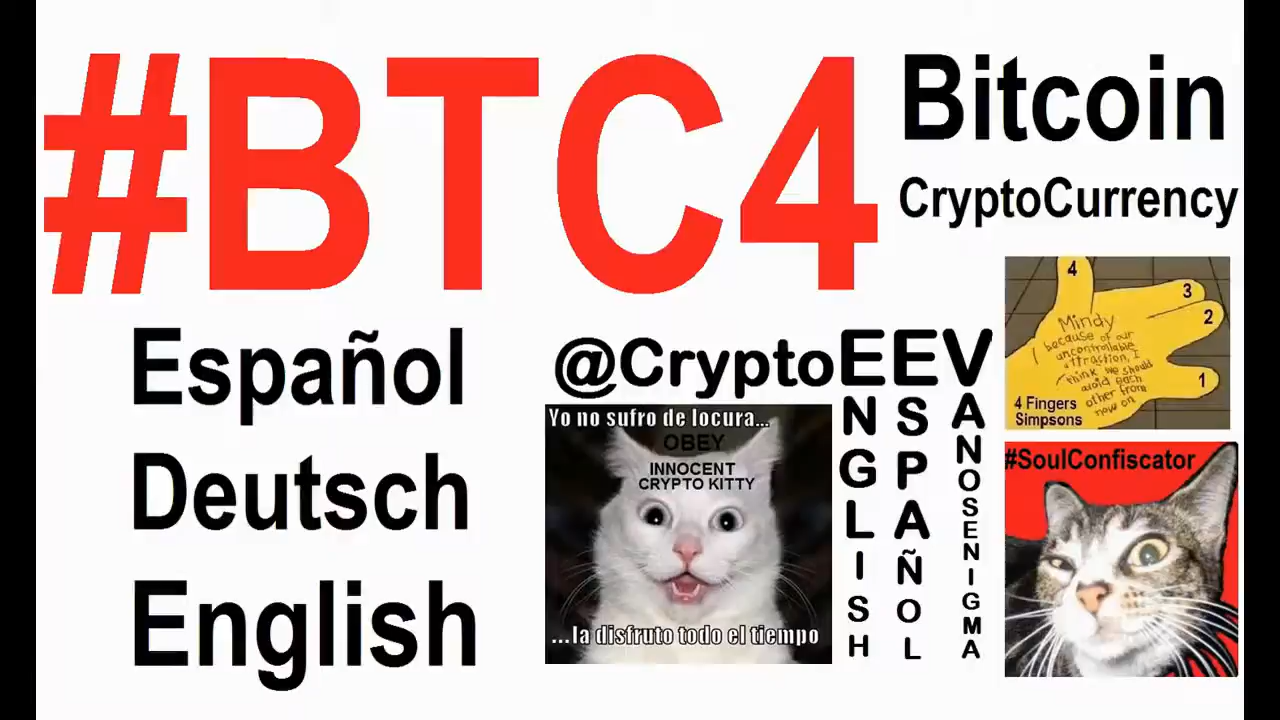 #BTC4
Bitcoin
CryptoCurrency
Español
Deutsch
English
@CryptoEEV
ENGLISH
ESPAÑOL
VANOSENIGMA
Yo no sufro de locura...
OBEY
INNOCENT
CRYPTO KITTY
...la disfruto todo el tiempo
4
3
2
1
Mindy
because of our
uncontrollable
attraction, I
think we should
avoid each
other from
now on
4 Fingers
Simpsons
#SoulConfiscator